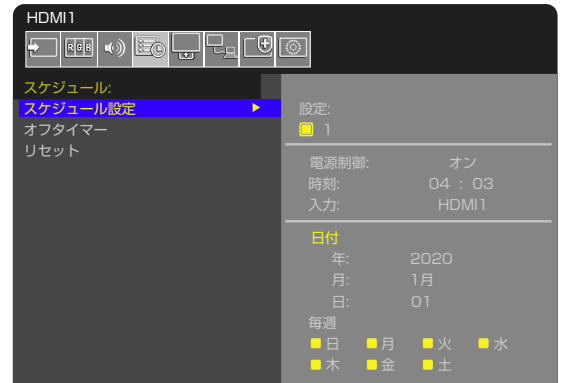 HDMI1
RGB
スケジュール:
スケジュール設定
オフタイマー
リセット
設定:
1
電源制御: オン
時刻: 04 : 03
入力: HDMI1
日付
年: 2020
月: 1月
日: 01
毎週
日 月 火 水
木 金 土